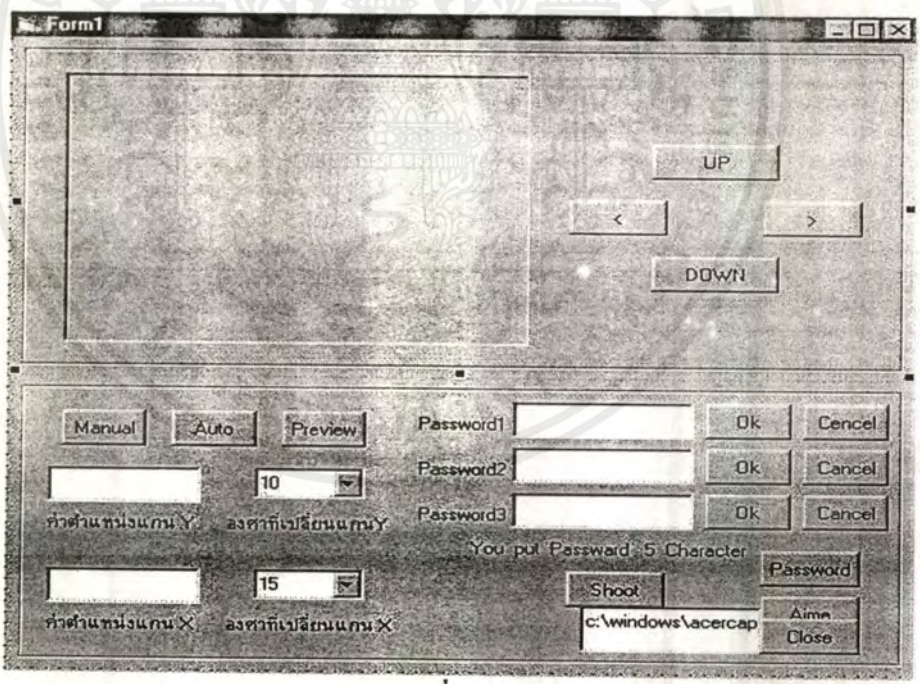 Form1
UP
< >
DOWN
Manual Auto Preview
Password1 Ok Cencel
Password2 Ok Cancel
Password3 Ok Cancel
10
ค่าตำแหน่งแกน Y องศาที่เปลี่ยนแกนY
You put Passward 5 Character
Password
Shoot
15
ค่าตำแหน่งแกน X องศาที่เปลี่ยนแกน X
c:\windows\acercap
Aime
Close